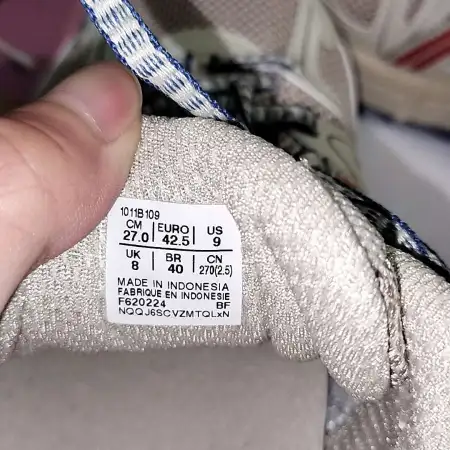 1011B109
CM EURO US
27.0 42.5 9
UK BR CN
8 40 270(2.5)
MADE IN INDONESIA
FABRIQUE EN INDONESIE
F620224 BF
NQQJ6SCVZMTQLxN